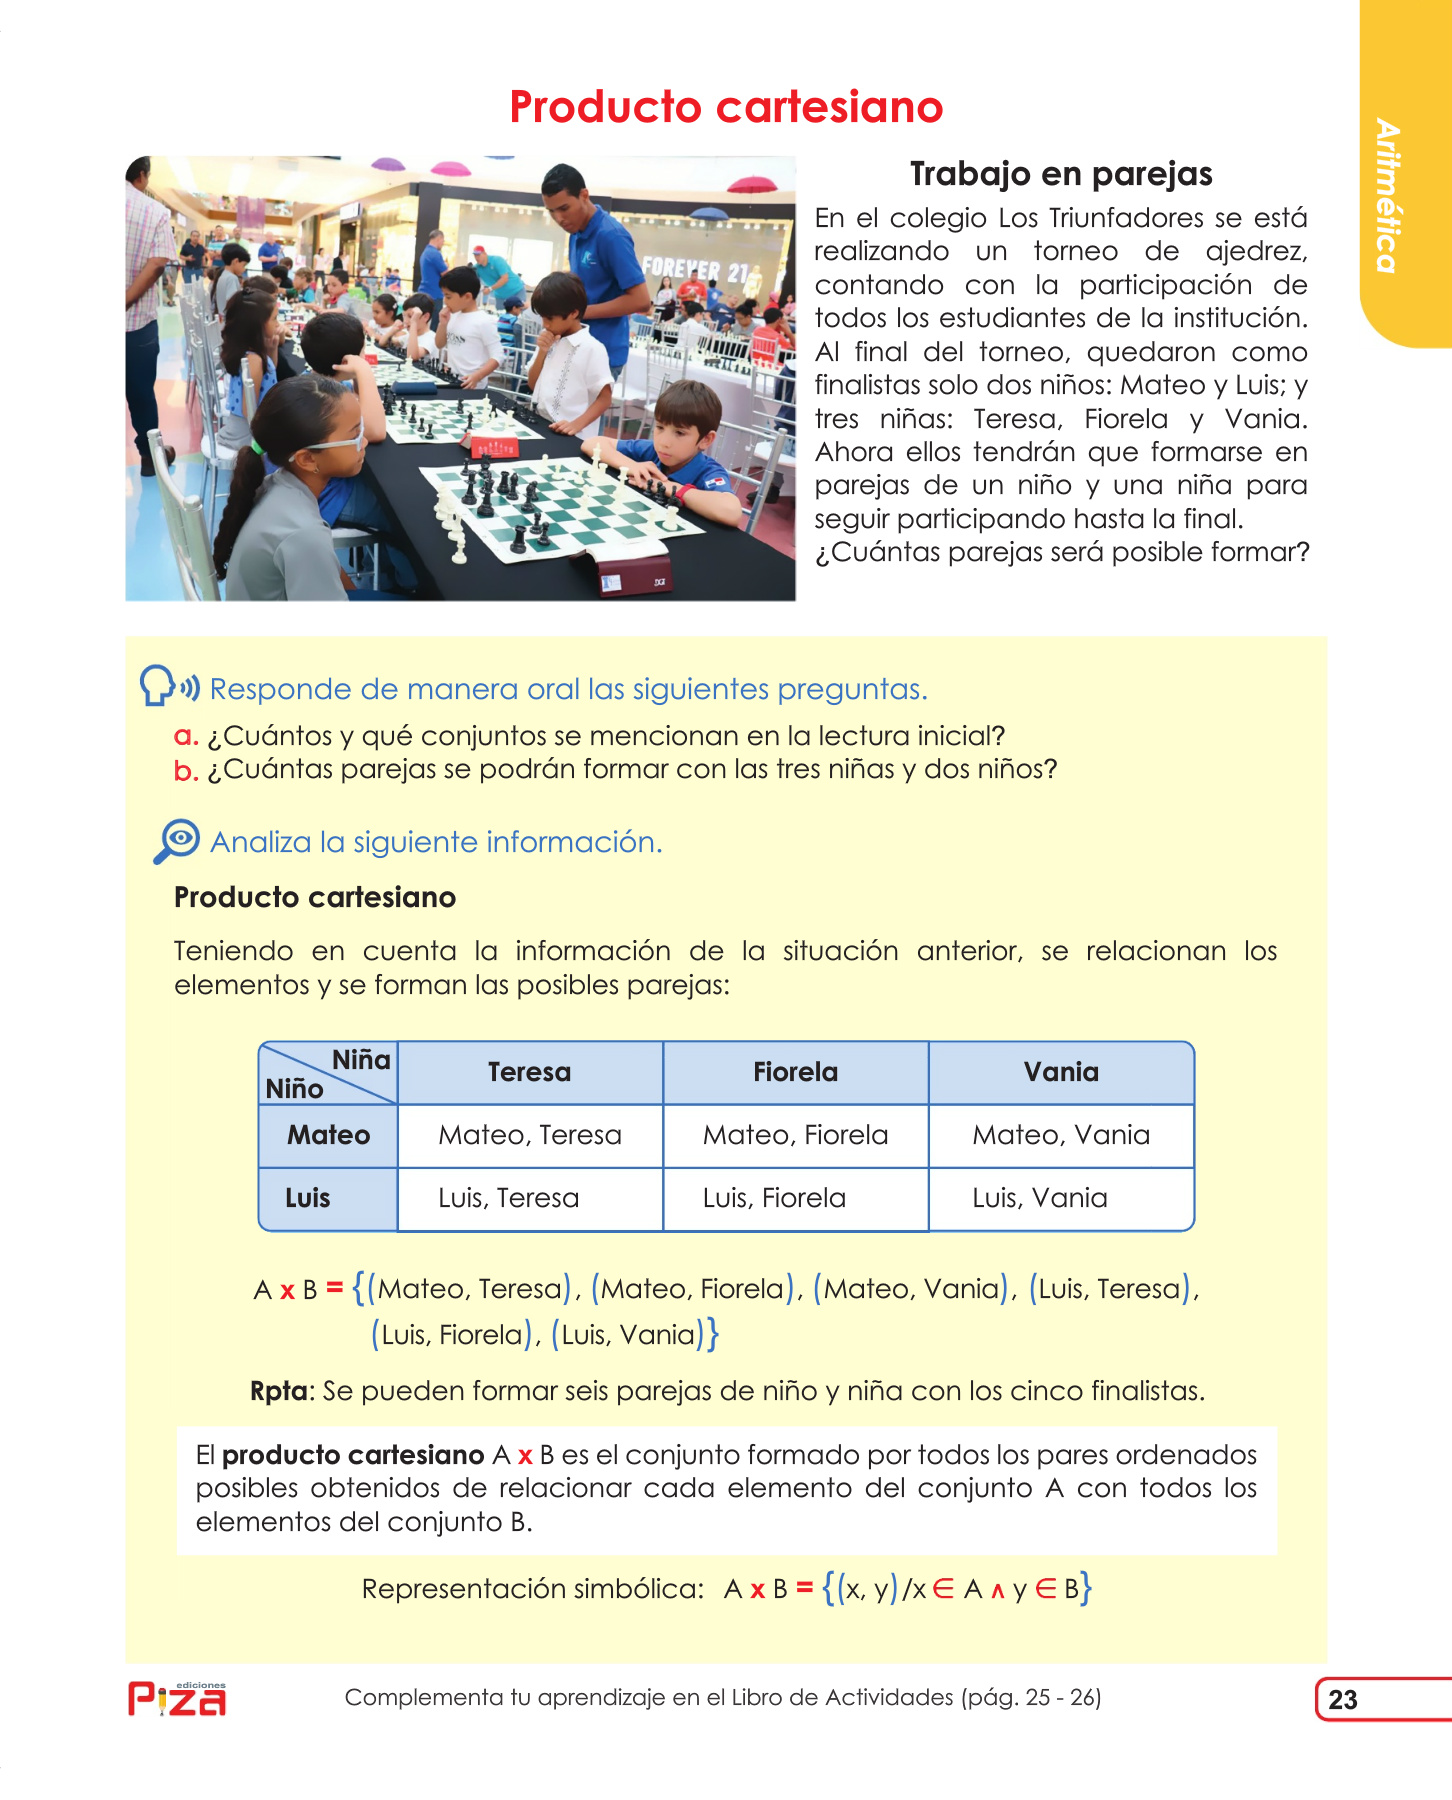 Producto cartesiano
Aritmética
FOREVER 21
Trabajo en parejas
En el colegio Los Triunfadores se está
realizando un torneo de ajedrez,
contando con la participación de
todos los estudiantes de la institución.
Al final del torneo, quedaron como
finalistas solo dos niños: Mateo y Luis; y
tres niñas: Teresa, Fiorela y Vania.
Ahora ellos tendrán que formarse en
parejas de un niño y una niña para
seguir participando hasta la final.
¿Cuántas parejas será posible formar?
Responde de manera oral las siguientes preguntas.
a. ¿Cuántos y qué conjuntos se mencionan en la lectura inicial?
b. ¿Cuántas parejas se podrán formar con las tres niñas y dos niños?
Analiza la siguiente información.
Producto cartesiano
Teniendo en cuenta la información de la situación anterior, se relacionan los
elementos y se forman las posibles parejas:
Niña
Niño
Teresa Fiorela Vania
Mateo Mateo, Teresa Mateo, Fiorela Mateo, Vania
Luis Luis, Teresa Luis, Fiorela Luis, Vania
A x B = {(Mateo, Teresa), (Mateo, Fiorela), (Mateo, Vania), (Luis, Teresa),
(Luis, Fiorela), (Luis, Vania)}
Rpta: Se pueden formar seis parejas de niño y niña con los cinco finalistas.
El producto cartesiano A x B es el conjunto formado por todos los pares ordenados
posibles obtenidos de relacionar cada elemento del conjunto A con todos los
elementos del conjunto B.
Representación simbólica: A x B = {(x, y)/x ∈ A ∧ y ∈ B}
ediciones
Piza
Complementa tu aprendizaje en el Libro de Actividades (pág. 25 - 26)
23